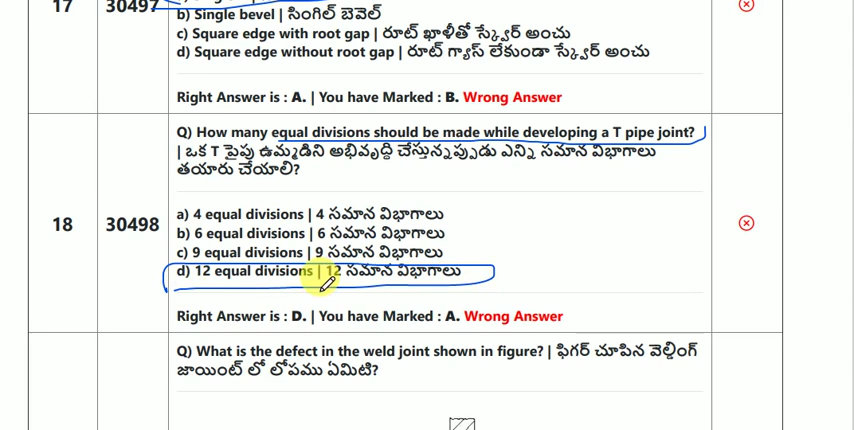 17
30497
b) Single bevel | సింగిల్ బెవెల్
c) Square edge with root gap | రూట్ ఖాళీతో స్క్వేర్ అంచు
d) Square edge without root gap | రూట్ గ్యాస్ లేకుండా స్క్వేర్ అంచు
Right Answer is : A. | You have Marked : B. Wrong Answer
18
30498
Q) How many equal divisions should be made while developing a T pipe joint?
| ఒక T పైపు ఉమ్మడిని అభివృద్ధి చేస్తున్నప్పుడు ఎన్ని సమాన విభాగాలు
తయారు చేయాలి?
a) 4 equal divisions | 4 సమాన విభాగాలు
b) 6 equal divisions | 6 సమాన విభాగాలు
c) 9 equal divisions | 9 సమాన విభాగాలు
d) 12 equal divisions | 12 సమాన విభాగాలు
Right Answer is : D. | You have Marked : A. Wrong Answer
Q) What is the defect in the weld joint shown in figure? | ఫిగర్ చూపిన వెల్డింగ్
జాయింట్ లో లోపము ఏమిటి?